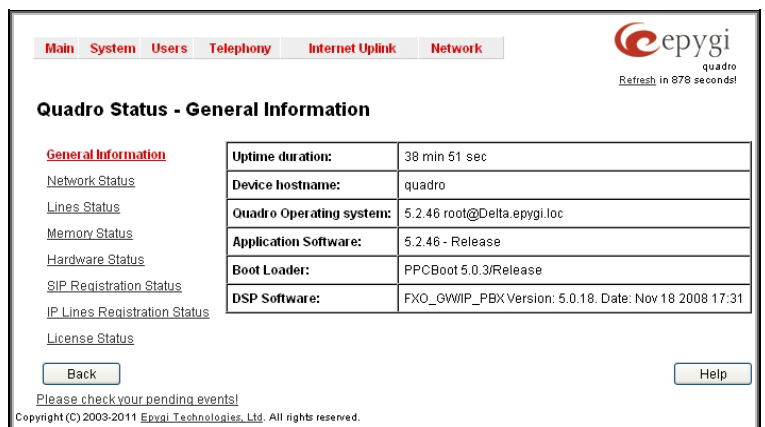 Main System Users Telephony Internet Uplink Network
epygi
quadro
Refresh in 878 seconds!
Quadro Status - General Information
General Information
Network Status
Lines Status
Memory Status
Hardware Status
SIP Registration Status
IP Lines Registration Status
License Status
Uptime duration: 38 min 51 sec
Device hostname: quadro
Quadro Operating system: 5.2.46 root@Delta.epygi.loc
Application Software: 5.2.46 - Release
Boot Loader: PPCBoot 5.0.3/Release
DSP Software: FXO_GW/IP_PBX Version: 5.0.18. Date: Nov 18 2008 17:31
Back
Help
Please check your pending events!
Copyright (C) 2003-2011 Epygi Technologies, Ltd. All rights reserved.